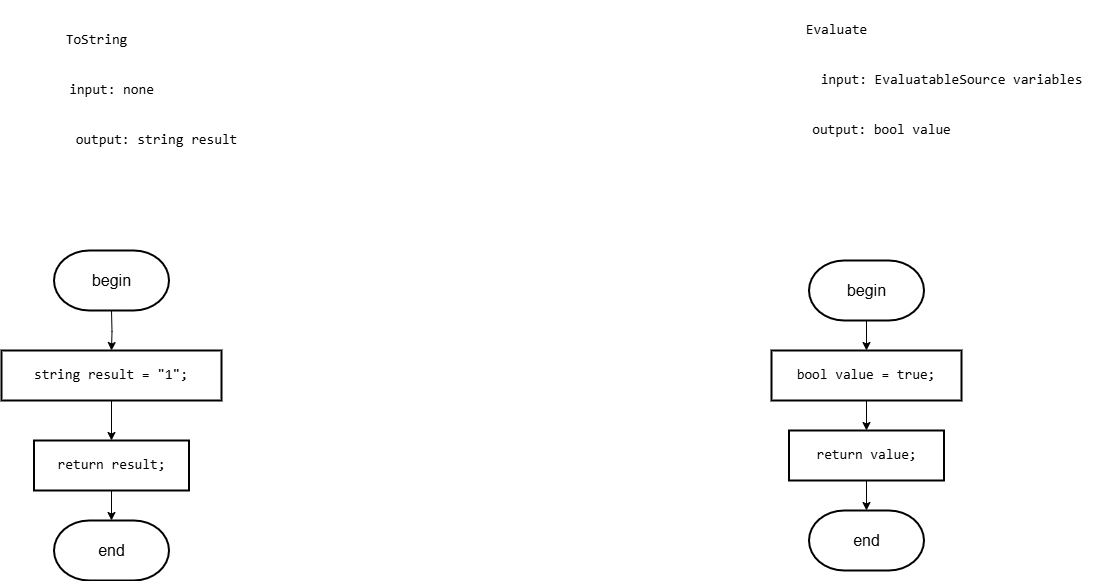 ToString
input: none
output: string result
begin
string result = "1";
return result;
end
Evaluate
input: EvaluatableSource variables
output: bool value
begin
bool value = true;
return value;
end